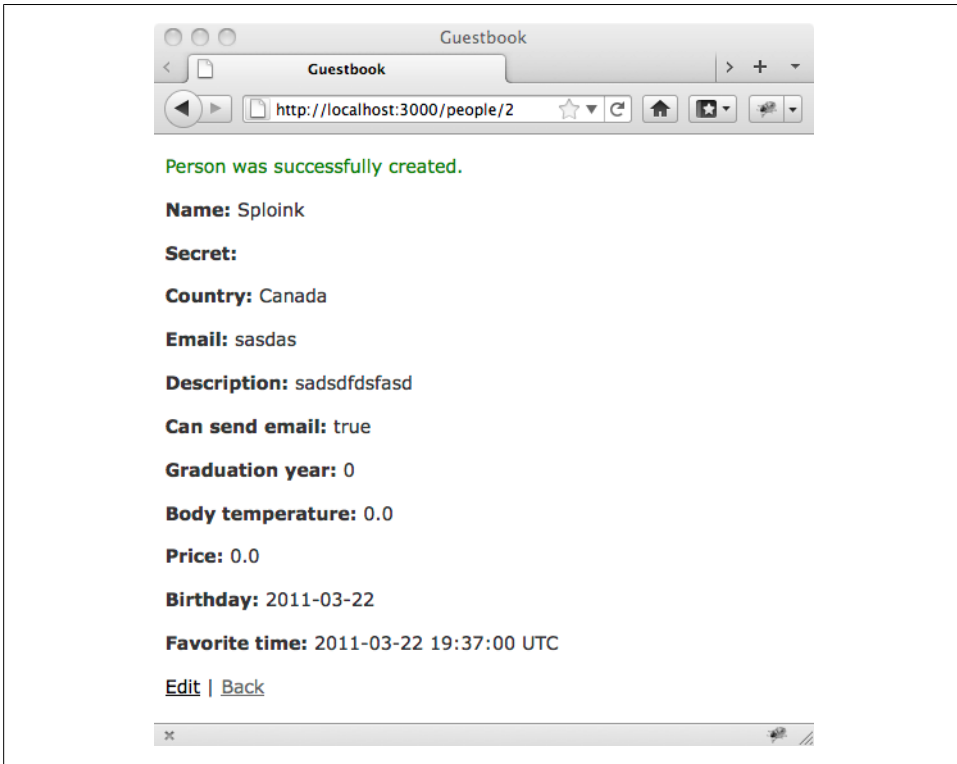 Guestbook
Guestbook
http://localhost:3000/people/2
Person was successfully created.
Name: Sploink
Secret:
Country: Canada
Email: sasdas
Description: sadsdfdsfasd
Can send email: true
Graduation year: 0
Body temperature: 0.0
Price: 0.0
Birthday: 2011-03-22
Favorite time: 2011-03-22 19:37:00 UTC
Edit | Back